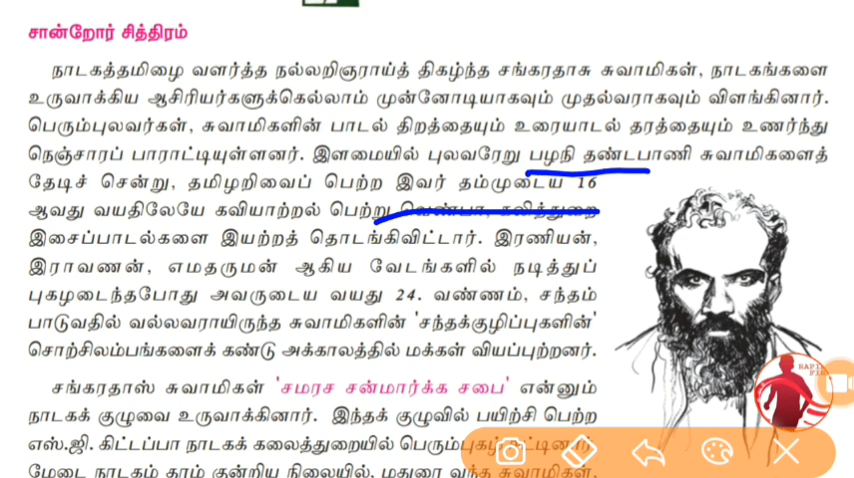 சான்றோர் சித்திரம்
நாடகத்தமிழை வளர்த்த நல்லறிஞராய்த் திகழ்ந்த சங்கரதாசு சுவாமிகள், நாடகங்களை
உருவாக்கிய ஆசிரியர்களுக்கெல்லாம் முன்னோடியாகவும் முதல்வராகவும் விளங்கினார்.
பெரும்புலவர்கள், சுவாமிகளின் பாடல் திறத்தையும் உரையாடல் தரத்தையும் உணர்ந்து
நெஞ்சாரப் பாராட்டியுள்ளனர். இளமையில் புலவரேறு பழநி தண்டபாணி சுவாமிகளைத்
தேடிச் சென்று, தமிழறிவைப் பெற்ற இவர் தம்முடைய 16
ஆவது வயதிலேயே கவியாற்றல் பெற்று வெண்பா, கலித்துறை
இசைப்பாடல்களை இயற்றத் தொடங்கிவிட்டார். இரணியன்,
இராவணன், எமதருமன் ஆகிய வேடங்களில் நடித்துப்
புகழடைந்தபோது அவருடைய வயது 24. வண்ணம், சந்தம்
பாடுவதில் வல்லவராயிருந்த சுவாமிகளின் 'சந்தக்குழிப்புகளின்'
சொற்சிலம்பங்களைக் கண்டு அக்காலத்தில் மக்கள் வியப்புற்றனர்.
சங்கரதாஸ் சுவாமிகள் 'சமரச சன்மார்க்க சபை' என்னும்
நாடகக் குழுவை உருவாக்கினார். இந்தக் குழுவில் பயிற்சி பெற்ற
எஸ்.ஜி. கிட்டப்பா நாடகக் கலைத்துறையில் பெரும்புகழ்
மேடை நாடகம் தரம் குன்றிய நிலையில், மதுரை வந்த சுவாமிகள்,